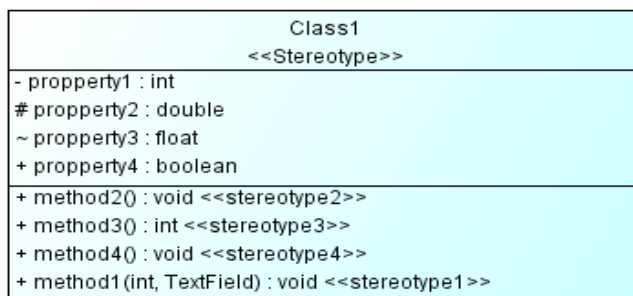 Class1
<<Stereotype>>
- propperty1 : int
# propperty2 : double
~ propperty3 : float
+ propperty4 : boolean
+ method2() : void <<stereotype2>>
+ method3() : int <<stereotype3>>
+ method4() : void <<stereotype4>>
+ method1(int, TextField) : void <<stereotype1>>